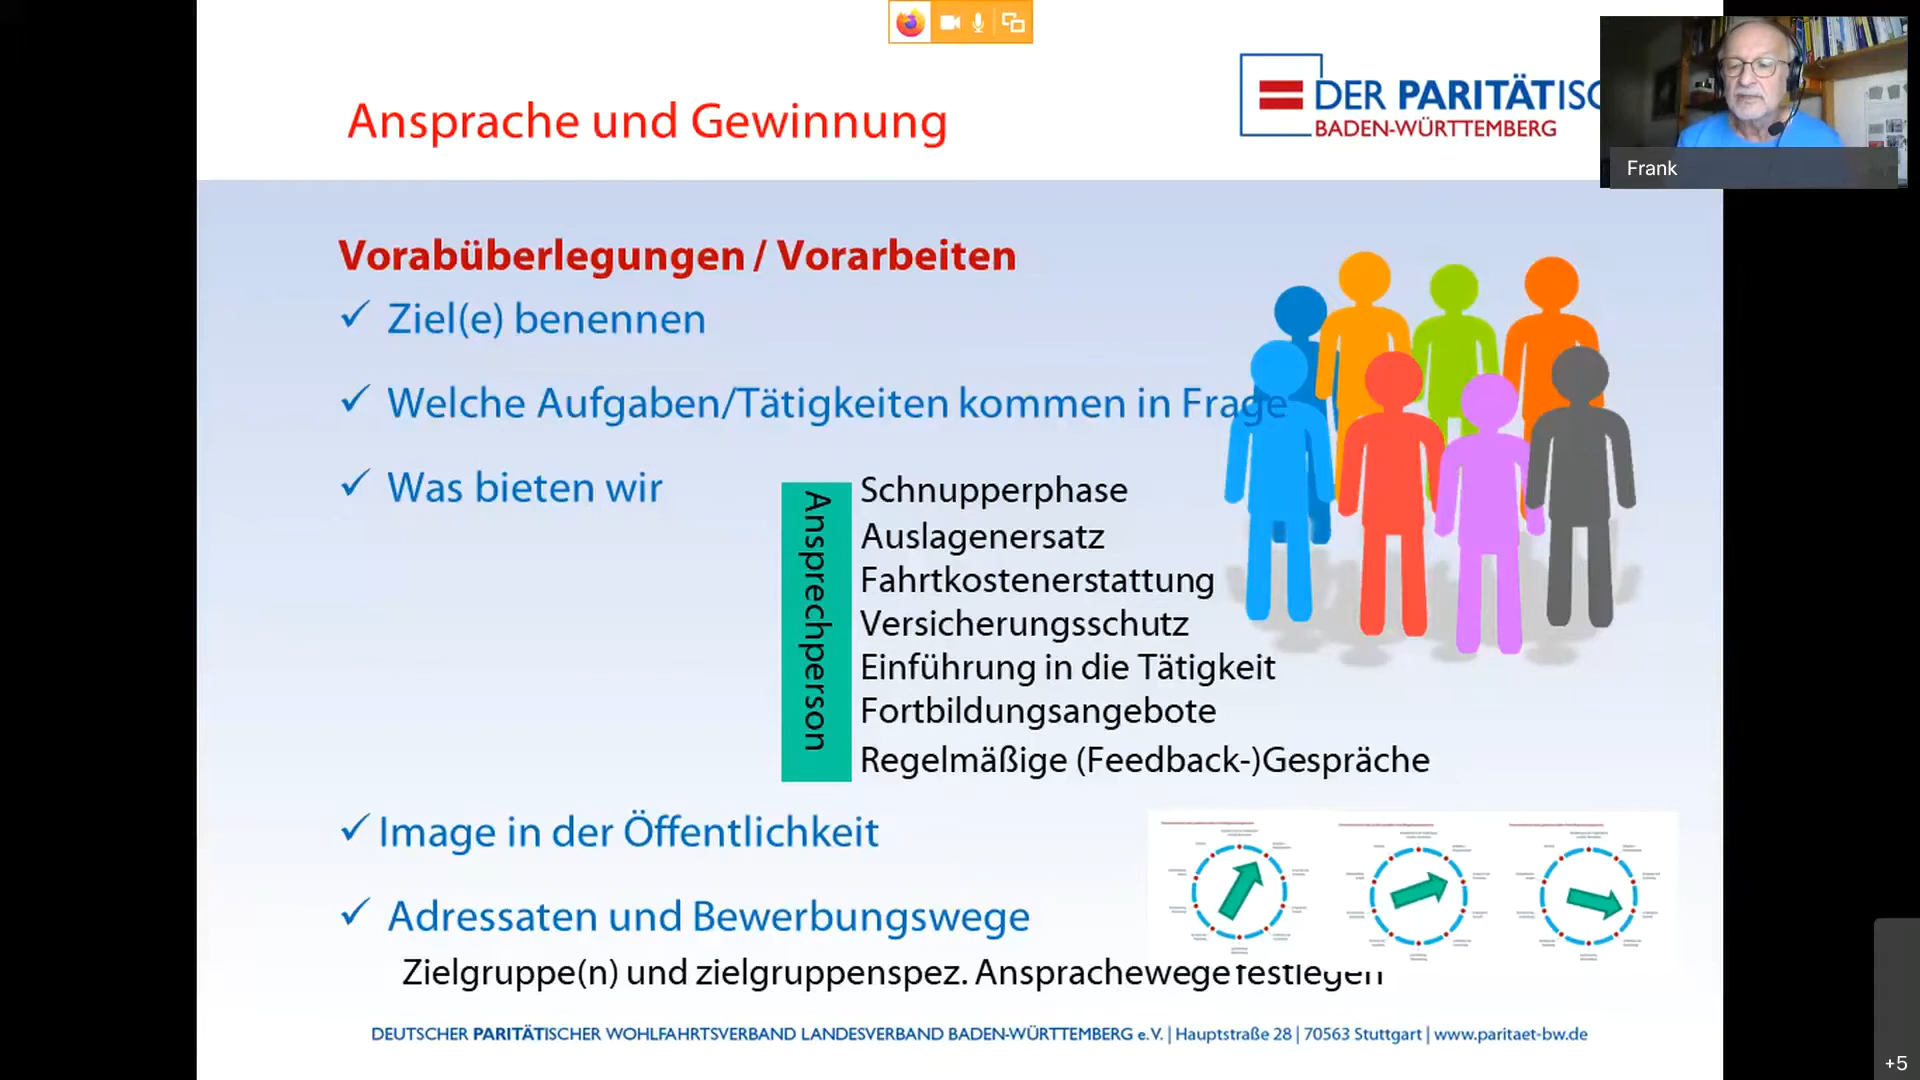 Ansprache und Gewinnung
DER PARITÄTISC
BADEN-WÜRTTEMBERG
Frank
Vorabüberlegungen / Vorarbeiten
✓ Ziel(e) benennen
✓ Welche Aufgaben/Tätigkeiten kommen in Frage
✓ Was bieten wir
Ansprechperson
Schnupperphase
Auslagenersatz
Fahrtkostenerstattung
Versicherungsschutz
Einführung in die Tätigkeit
Fortbildungsangebote
Regelmäßige (Feedback-)Gespräche
✓ Image in der Öffentlichkeit
✓ Adressaten und Bewerbungswege
Zielgruppe(n) und zielgruppenspez. Ansprachewege festlegen
DEUTSCHER PARITÄTISCHER WOHLFAHRTSVERBAND LANDESVERBAND BADEN-WÜRTTEMBERG e.V. | Hauptstraße 28 | 70563 Stuttgart | www.paritaet-bw.de
+5